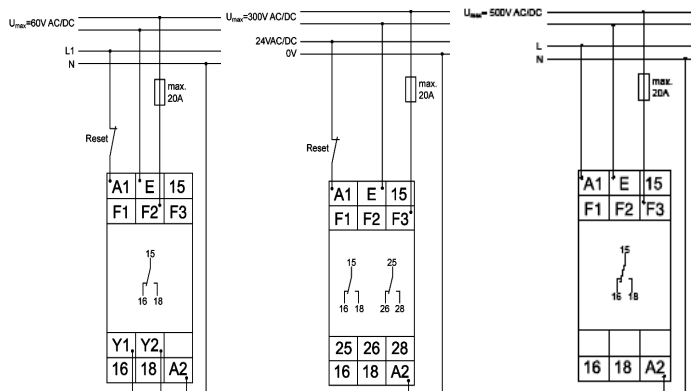 Umax=60V AC/DC
L1
N
max.
20A
Reset
A1 E 15
F1 F2 F3
15
16 18
Y1 Y2
16 18 A2
Umax=300V AC/DC
24VAC/DC
0V
max.
20A
Reset
A1 E 15
F1 F2 F3
15 25
16 18 26 28
25 26 28
16 18 A2
Umax= 500V AC/DC
L
N
max.
20A
A1 E 15
F1 F2 F3
15
16 18
16 18 A2